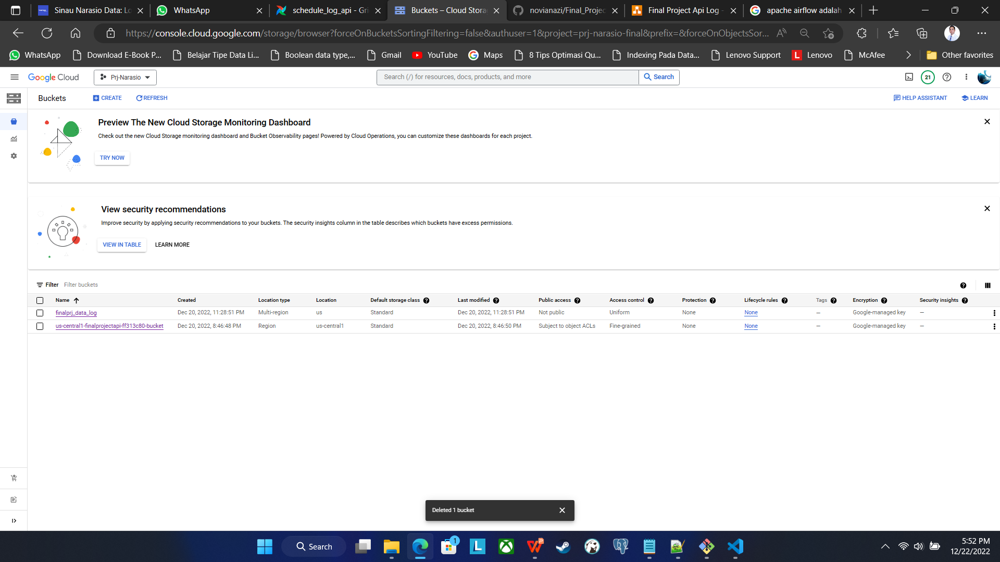 Sinau Narasio Data: Lo
WhatsApp
schedule_log_api - Gri
Buckets – Cloud Stora
novianazi/Final_Projec
Final Project Api Log -
apache airflow adalah
https://console.cloud.google.com/storage/browser?forceOnBucketsSortingFiltering=false&authuser=1&project=prj-narasio-final&prefix=&forceOnObjectsSor...
WhatsApp
Download E-Book P...
Belajar Tipe Data Li...
Boolean data type,...
Gmail
YouTube
Maps
8 Tips Optimasi Qu...
Indexing Pada Data...
Lenovo Support
Lenovo
McAfee
Other favorites
Google Cloud
Prj-Narasio
Search (/) for resources, docs, products, and more
Search
21
Buckets
CREATE
REFRESH
HELP ASSISTANT
LEARN
Preview The New Cloud Storage Monitoring Dashboard
Check out the new Cloud Storage monitoring dashboard and Bucket Observability pages! Powered by Cloud Operations, you can customize these dashboards for each project.
TRY NOW
View security recommendations
Improve security by applying security recommendations to your buckets. The security insights column in the table describes which buckets have excess permissions.
VIEW IN TABLE
LEARN MORE
Filter
Filter buckets
Name Created Location type Location Default storage class Last modified Public access Access control Protection Lifecycle rules Tags Encryption Security insights
finalprj_data_log Dec 20, 2022, 11:28:51 PM Multi-region us Standard Dec 20, 2022, 11:28:51 PM Not public Uniform None None — Google-managed key —
us-central1-finalprojectapi-ff313c80-bucket Dec 20, 2022, 8:46:48 PM Region us-central1 Standard Dec 20, 2022, 8:46:50 PM Subject to object ACLs Fine-grained None None — Google-managed key —
Deleted 1 bucket
Search
1
5:52 PM
12/22/2022